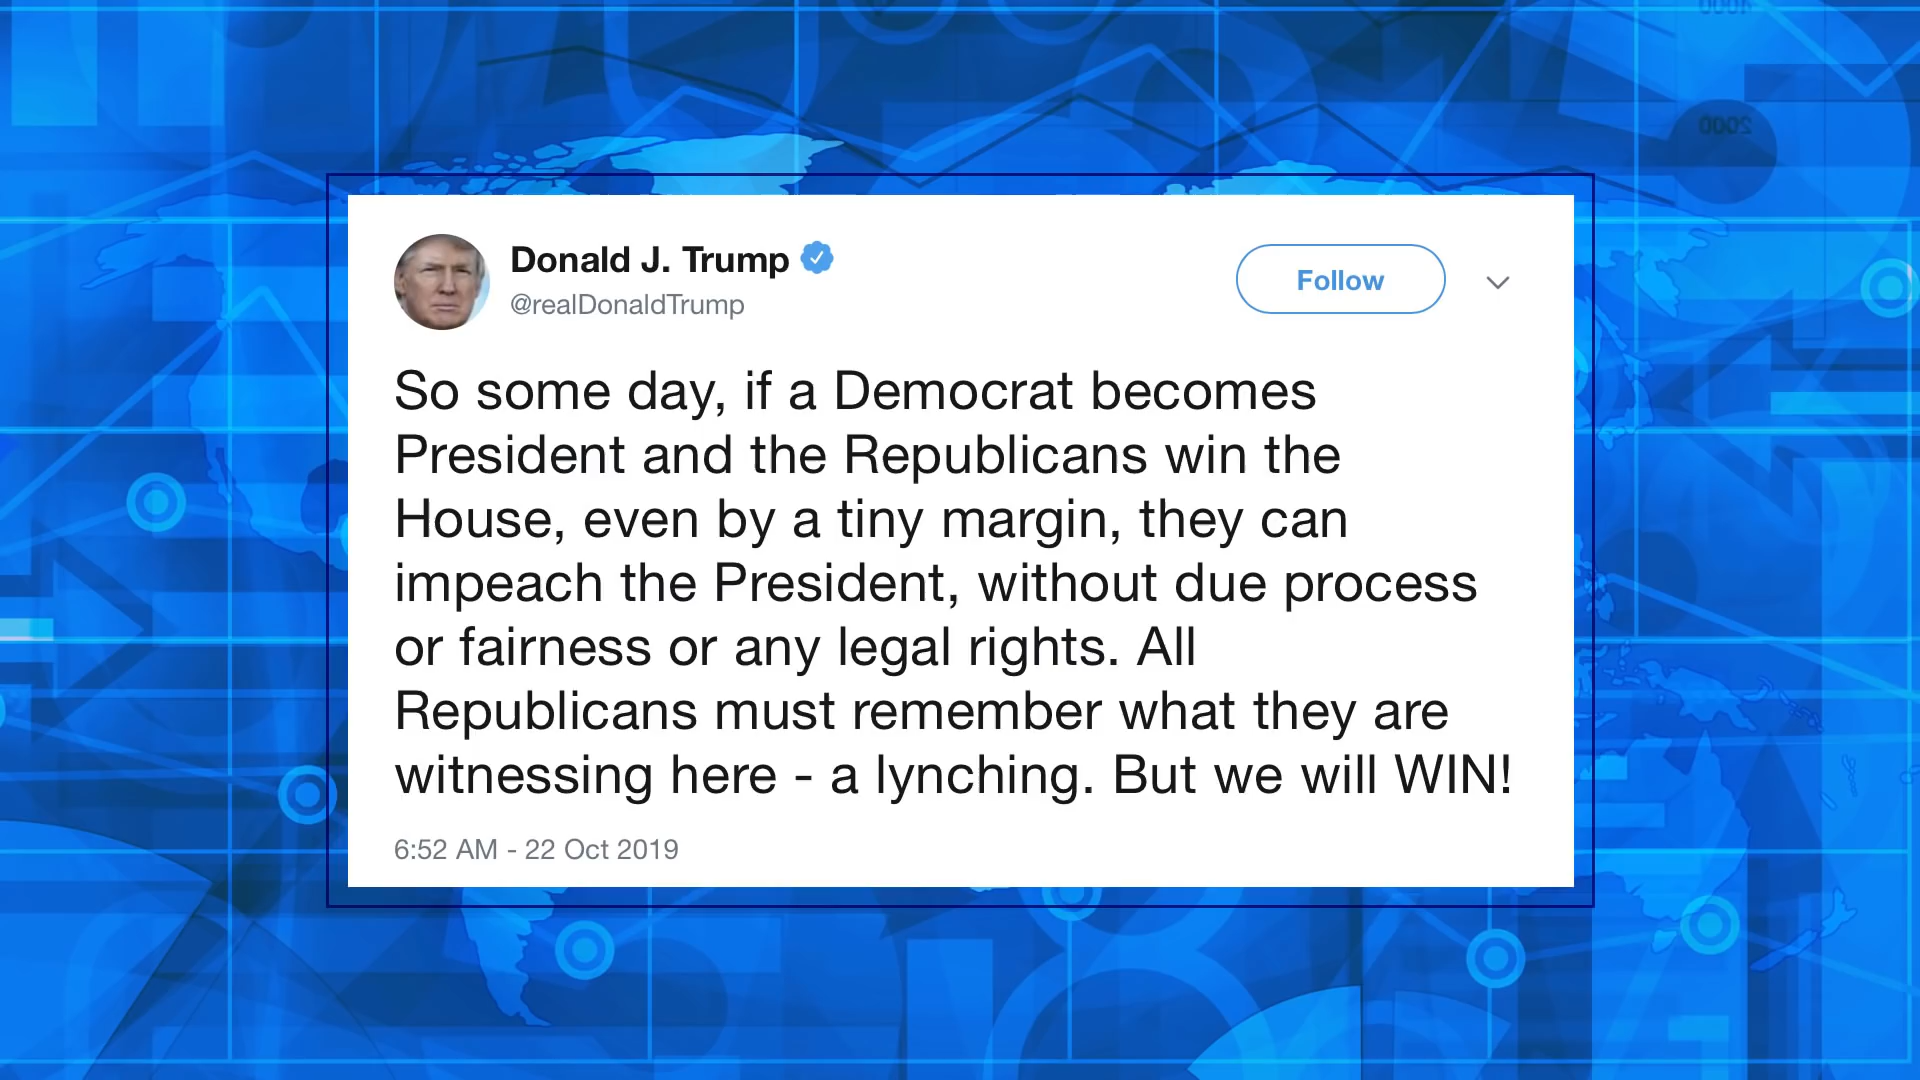 Donald J. Trump
@realDonaldTrump
Follow
So some day, if a Democrat becomes
President and the Republicans win the
House, even by a tiny margin, they can
impeach the President, without due process
or fairness or any legal rights. All
Republicans must remember what they are
witnessing here - a lynching. But we will WIN!
6:52 AM - 22 Oct 2019